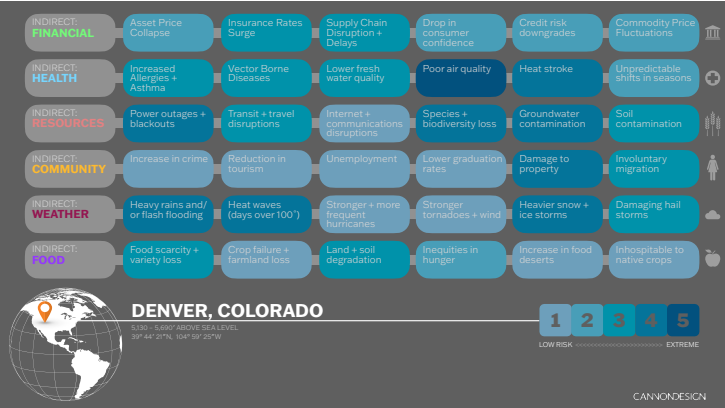 INDIRECT:
FINANCIAL
Asset Price
Collapse
Insurance Rates
Surge
Supply Chain
Disruption +
Delays
Drop in
consumer
confidence
Credit risk
downgrades
Commodity Price
Fluctuations
INDIRECT:
HEALTH
Increased
Allergies +
Asthma
Vector Borne
Diseases
Lower fresh
water quality
Poor air quality
Heat stroke
Unpredictable
shifts in seasons
INDIRECT:
RESOURCES
Power outages +
blackouts
Transit + travel
disruptions
Internet +
communications
disruptions
Species +
biodiversity loss
Groundwater
contamination
Soil
contamination
INDIRECT:
COMMUNITY
Increase in crime
Reduction in
tourism
Unemployment
Lower graduation
rates
Damage to
property
Involuntary
migration
INDIRECT:
WEATHER
Heavy rains and/
or flash flooding
Heat waves
(days over 100°)
Stronger + more
frequent
hurricanes
Stronger
tornadoes + wind
Heavier snow +
ice storms
Damaging hail
storms
INDIRECT:
FOOD
Food scarcity +
variety loss
Crop failure +
farmland loss
Land + soil
degradation
Inequities in
hunger
Increase in food
deserts
Inhospitable to
native crops
DENVER, COLORADO
5,130 - 5,690' ABOVE SEA LEVEL
39° 44' 21"N, 104° 59' 25"W
1 2 3 4 5
LOW RISK <<<<<<<<<>>>>>>>>> EXTREME
CANNONDESIGN